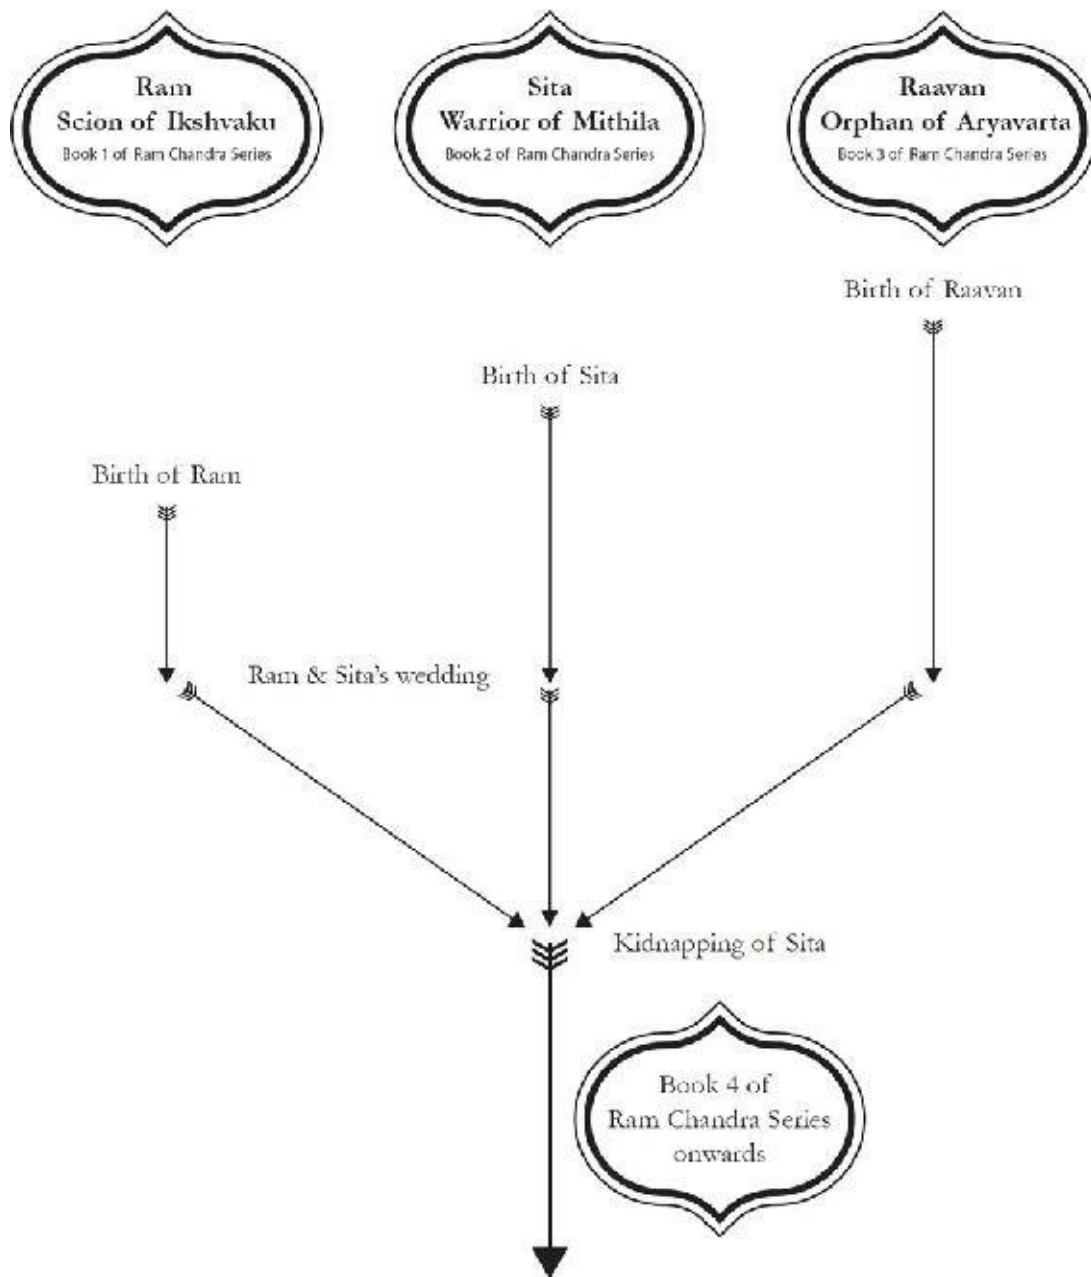 Ram
Scion of Ikshvaku
Book 1 of Ram Chandra Series
Sita
Warrior of Mithila
Book 2 of Ram Chandra Series
Raavan
Orphan of Aryavarta
Book 3 of Ram Chandra Series
Birth of Raavan
Birth of Sita
Birth of Ram
Ram & Sita's wedding
Kidnapping of Sita
Book 4 of
Ram Chandra Series
onwards